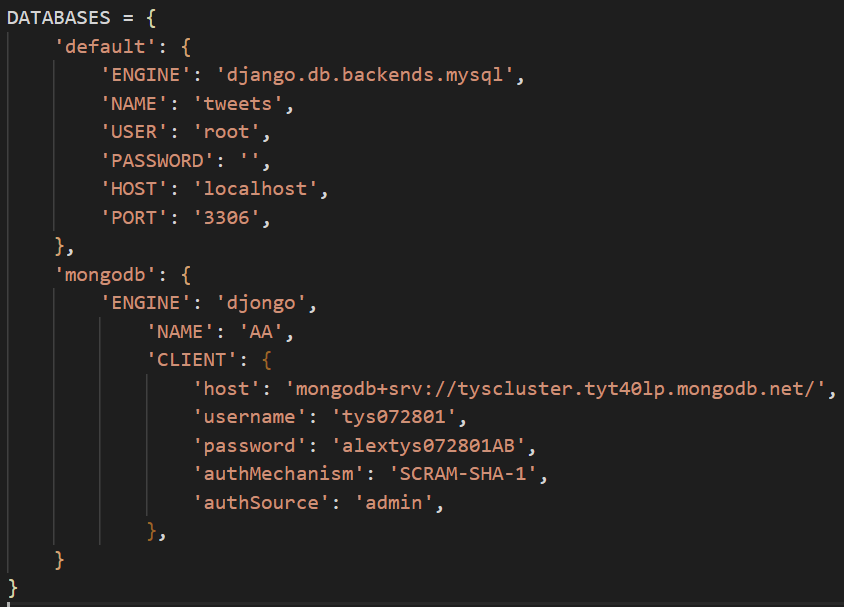 DATABASES = {
    'default': {
        'ENGINE': 'django.db.backends.mysql',
        'NAME': 'tweets',
        'USER': 'root',
        'PASSWORD': '',
        'HOST': 'localhost',
        'PORT': '3306',
    },
    'mongodb': {
        'ENGINE': 'djongo',
            'NAME': 'AA',
            'CLIENT': {
                'host': 'mongodb+srv://tyscluster.tyt40lp.mongodb.net/',
                'username': 'tys072801',
                'password': 'alextys072801AB',
                'authMechanism': 'SCRAM-SHA-1',
                'authSource': 'admin',
            },
    }
}